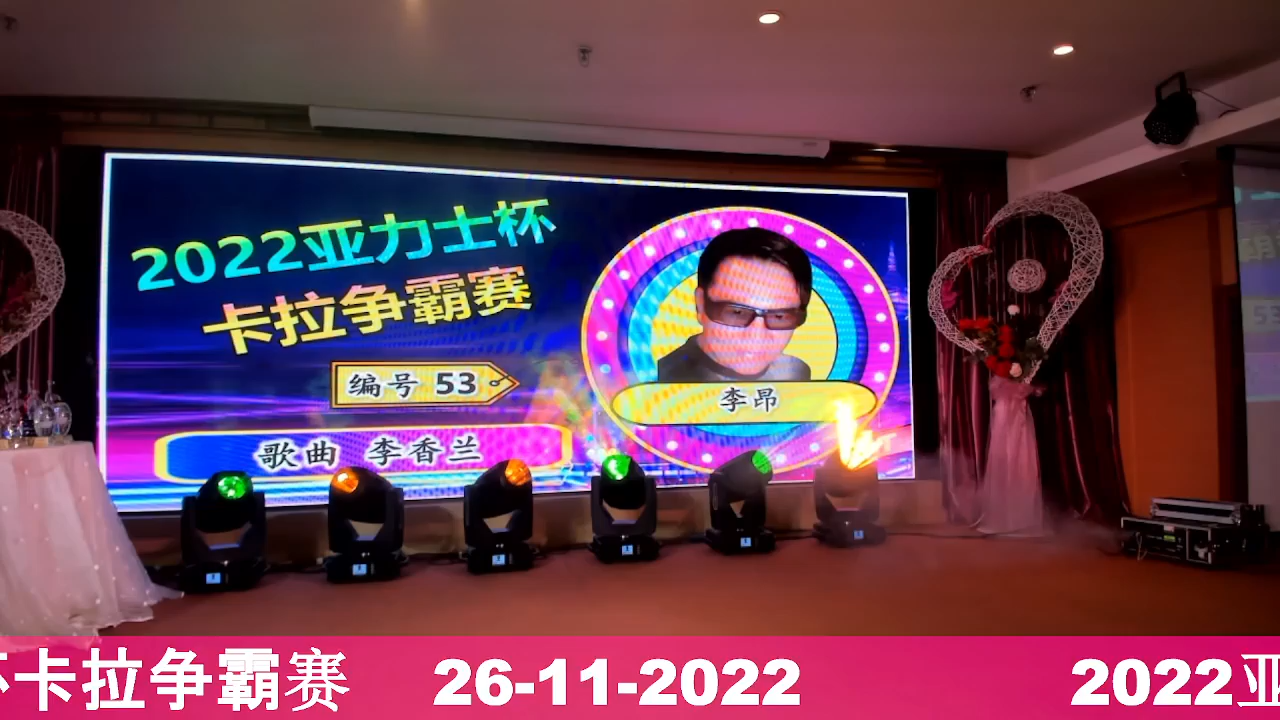 2022亚力士杯
卡拉争霸赛
编号 53
李昂
歌曲 李香兰
53
杯卡拉争霸赛 26-11-2022 2022亚